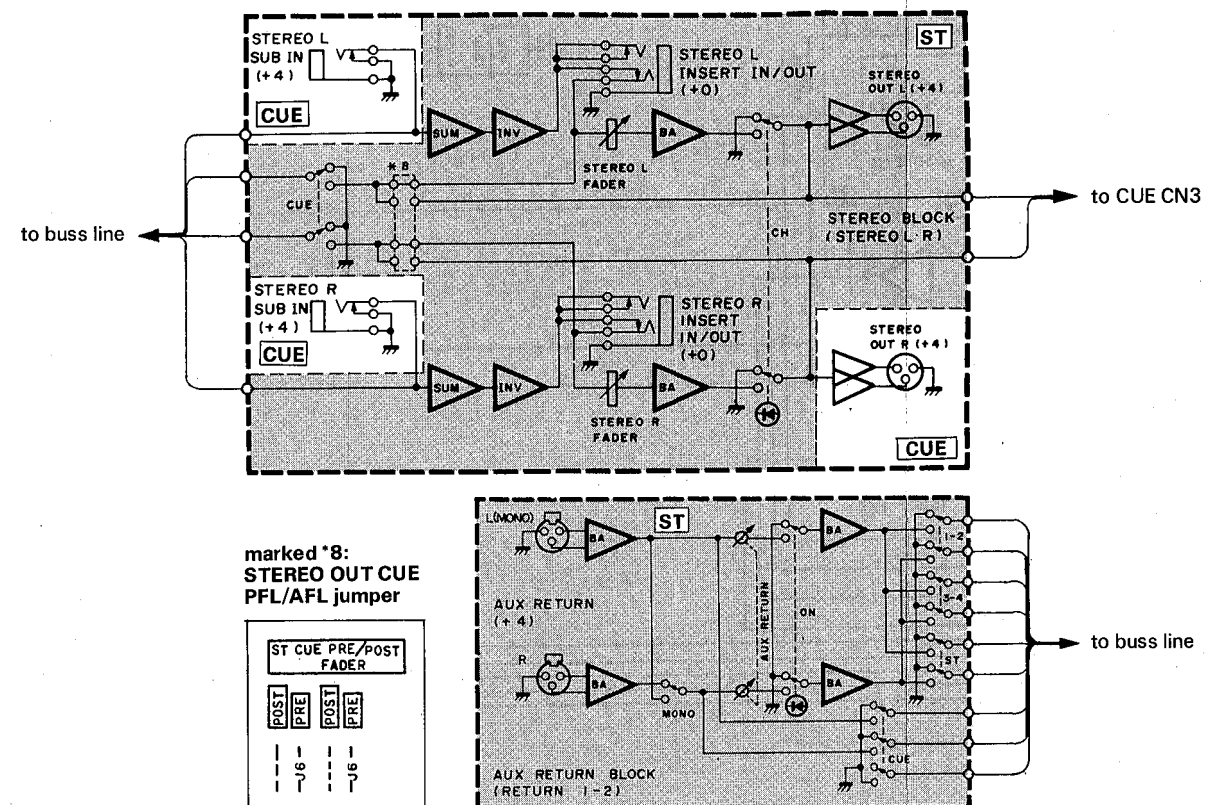 STEREO L
SUB IN
(+4)
CUE
SUM
INV
STEREO L
INSERT IN/OUT
(+0)
ST
STEREO
OUT L (+4)
BA
STEREO L
FADER
*8
CUE
to buss line
CH
STEREO BLOCK
(STEREO L·R)
to CUE CN3
STEREO R
SUB IN
(+4)
CUE
SUM
INV
STEREO R
INSERT
IN/OUT
(+0)
BA
STEREO R
FADER
STEREO
OUT R (+4)
CUE
marked *8:
STEREO OUT CUE
PFL/AFL jumper
ST CUE PRE/POST
FADER
POST
PRE
POST
PRE
J6
J6
L(MONO)
BA
ST
BA
1-2
AUX RETURN
(+4)
AUX RETURN
ON
3-4
to buss line
R
BA
MONO
BA
ST
CUE
AUX RETURN BLOCK
(RETURN 1-2)